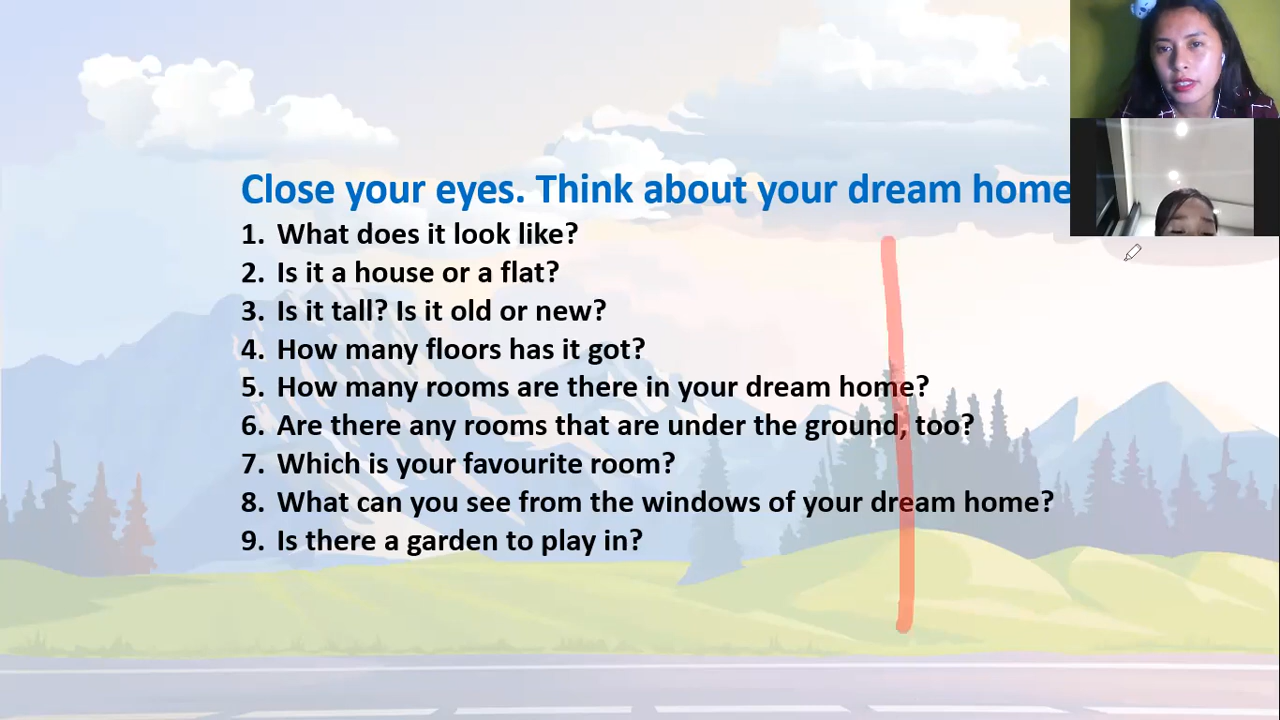 Close your eyes. Think about your dream home
1. What does it look like?
2. Is it a house or a flat?
3. Is it tall? Is it old or new?
4. How many floors has it got?
5. How many rooms are there in your dream home?
6. Are there any rooms that are under the ground, too?
7. Which is your favourite room?
8. What can you see from the windows of your dream home?
9. Is there a garden to play in?